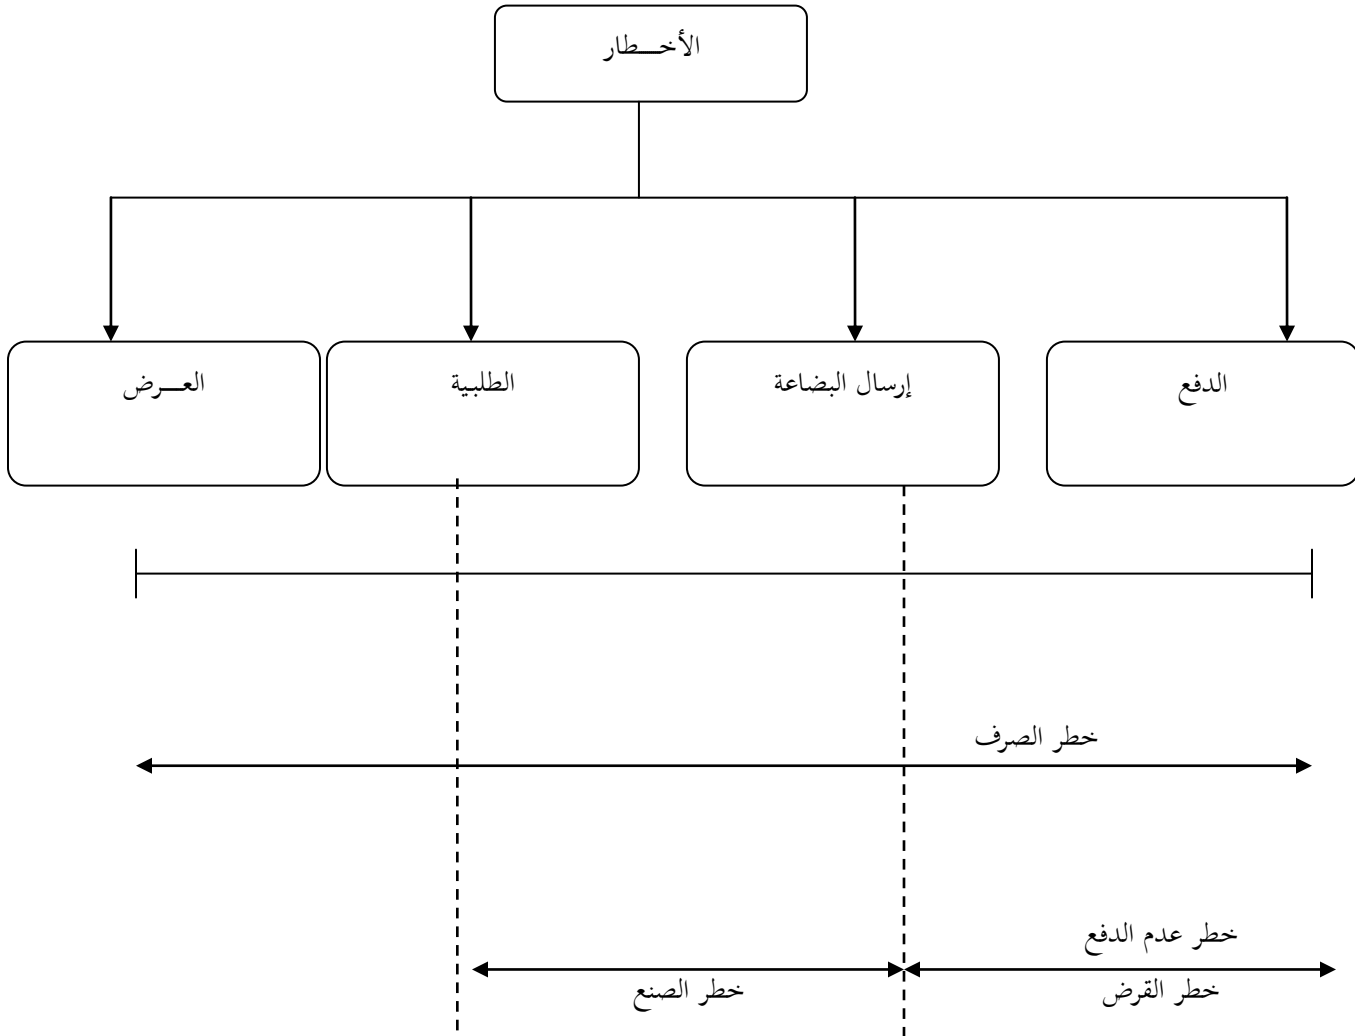 الأخـــطار
الدفع
إرسال البضاعة
الطلبية
العـــرض
خطر الصرف
خطر عدم الدفع
خطر القرض
خطر الصنع